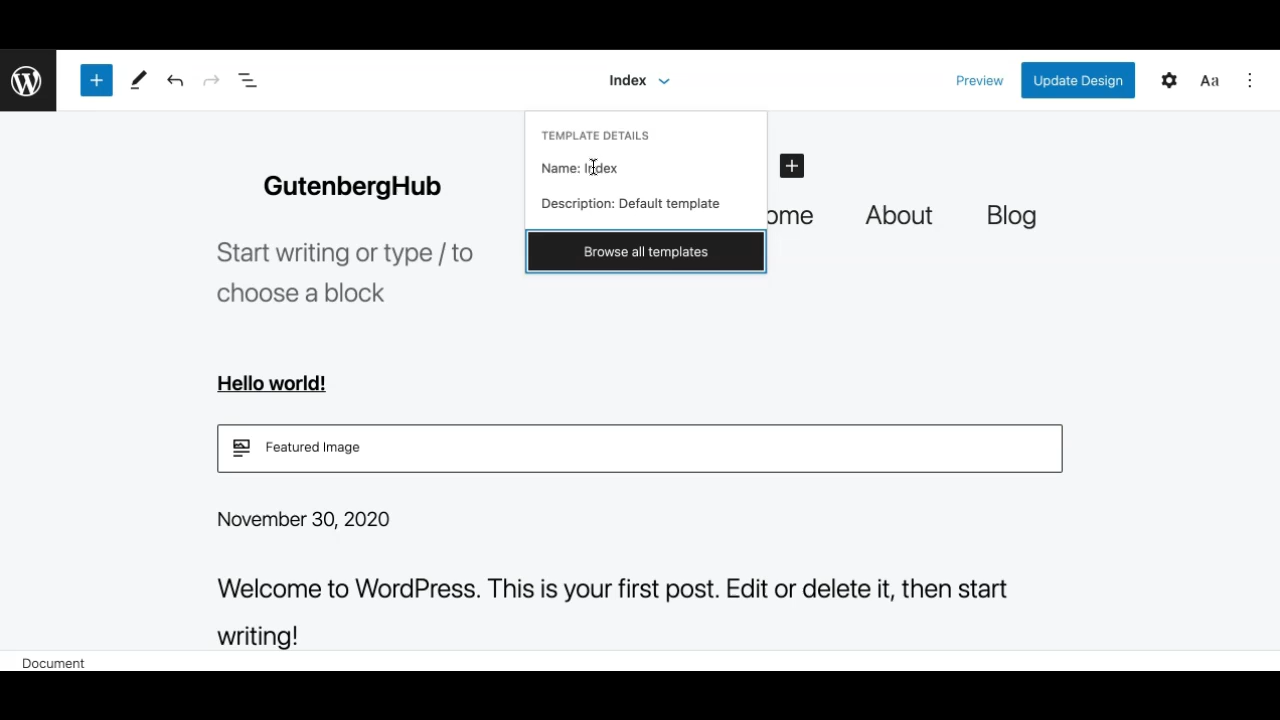 Index
Preview
Update Design
Aa
TEMPLATE DETAILS
Name: Index
Description: Default template
Browse all templates
GutenbergHub
ome About Blog
Start writing or type / to
choose a block
Hello world!
Featured Image
November 30, 2020
Welcome to WordPress. This is your first post. Edit or delete it, then start
writing!
Document